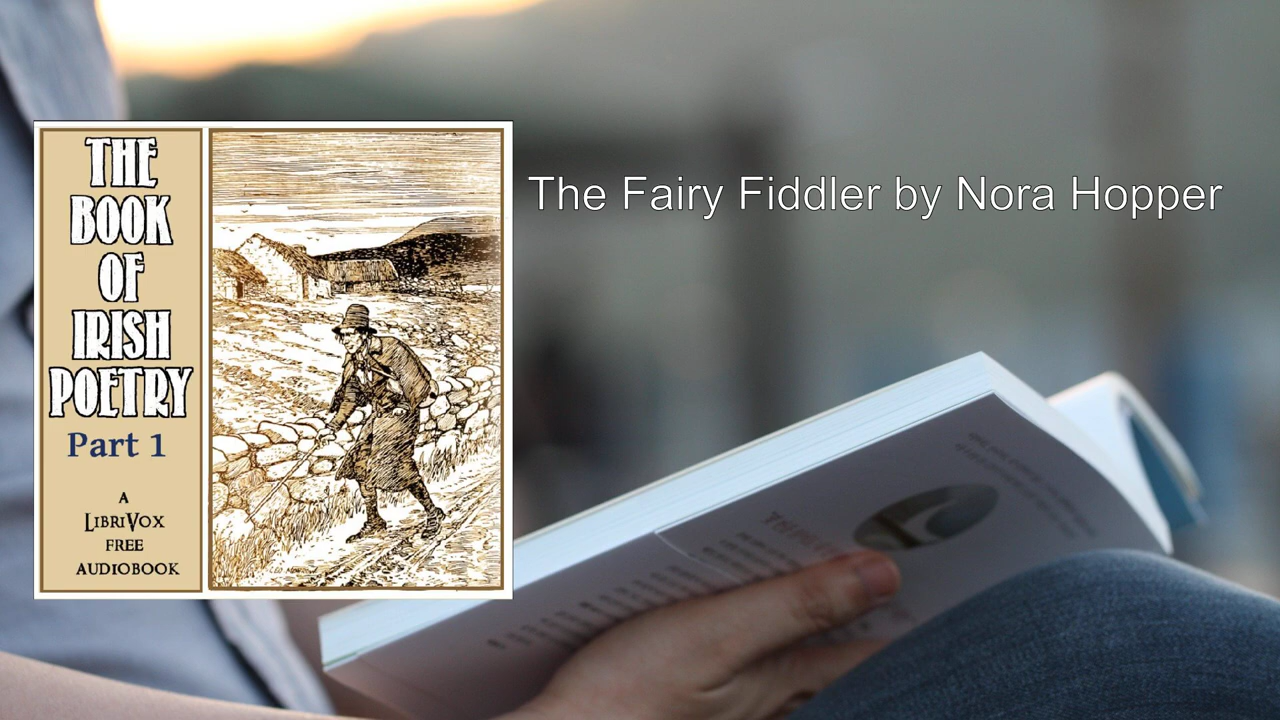 THE
BOOK
OF
IRISH
POETRY
Part 1
A
LIBRIVOX
FREE
AUDIOBOOK
The Fairy Fiddler by Nora Hopper